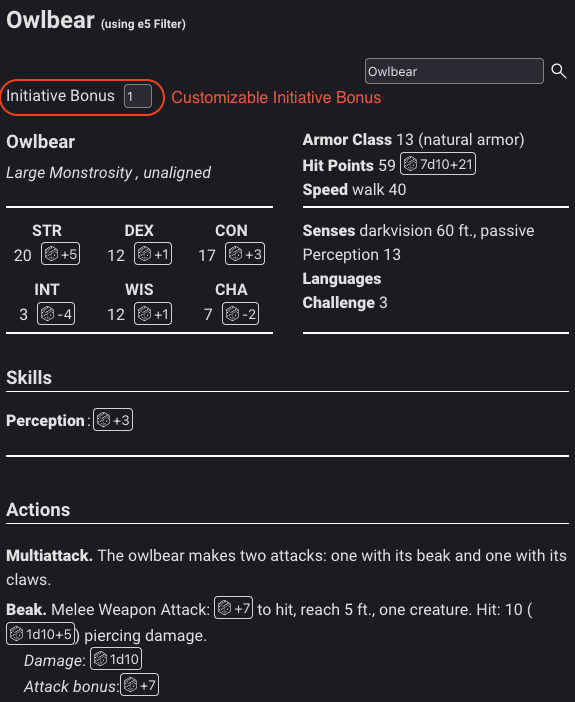 Owlbear (using e5 Filter)
Owlbear
Initiative Bonus 1 Customizable Initiative Bonus
Owlbear
Large Monstrosity , unaligned
Armor Class 13 (natural armor)
Hit Points 59 7d10+21
Speed walk 40
STR DEX CON
20 +5 12 +1 17 +3
INT WIS CHA
3 -4 12 +1 7 -2
Senses darkvision 60 ft., passive
Perception 13
Languages
Challenge 3
Skills
Perception: +3
Actions
Multiattack. The owlbear makes two attacks: one with its beak and one with its
claws.
Beak. Melee Weapon Attack: +7 to hit, reach 5 ft., one creature. Hit: 10 (
1d10+5) piercing damage.
Damage: 1d10
Attack bonus: +7